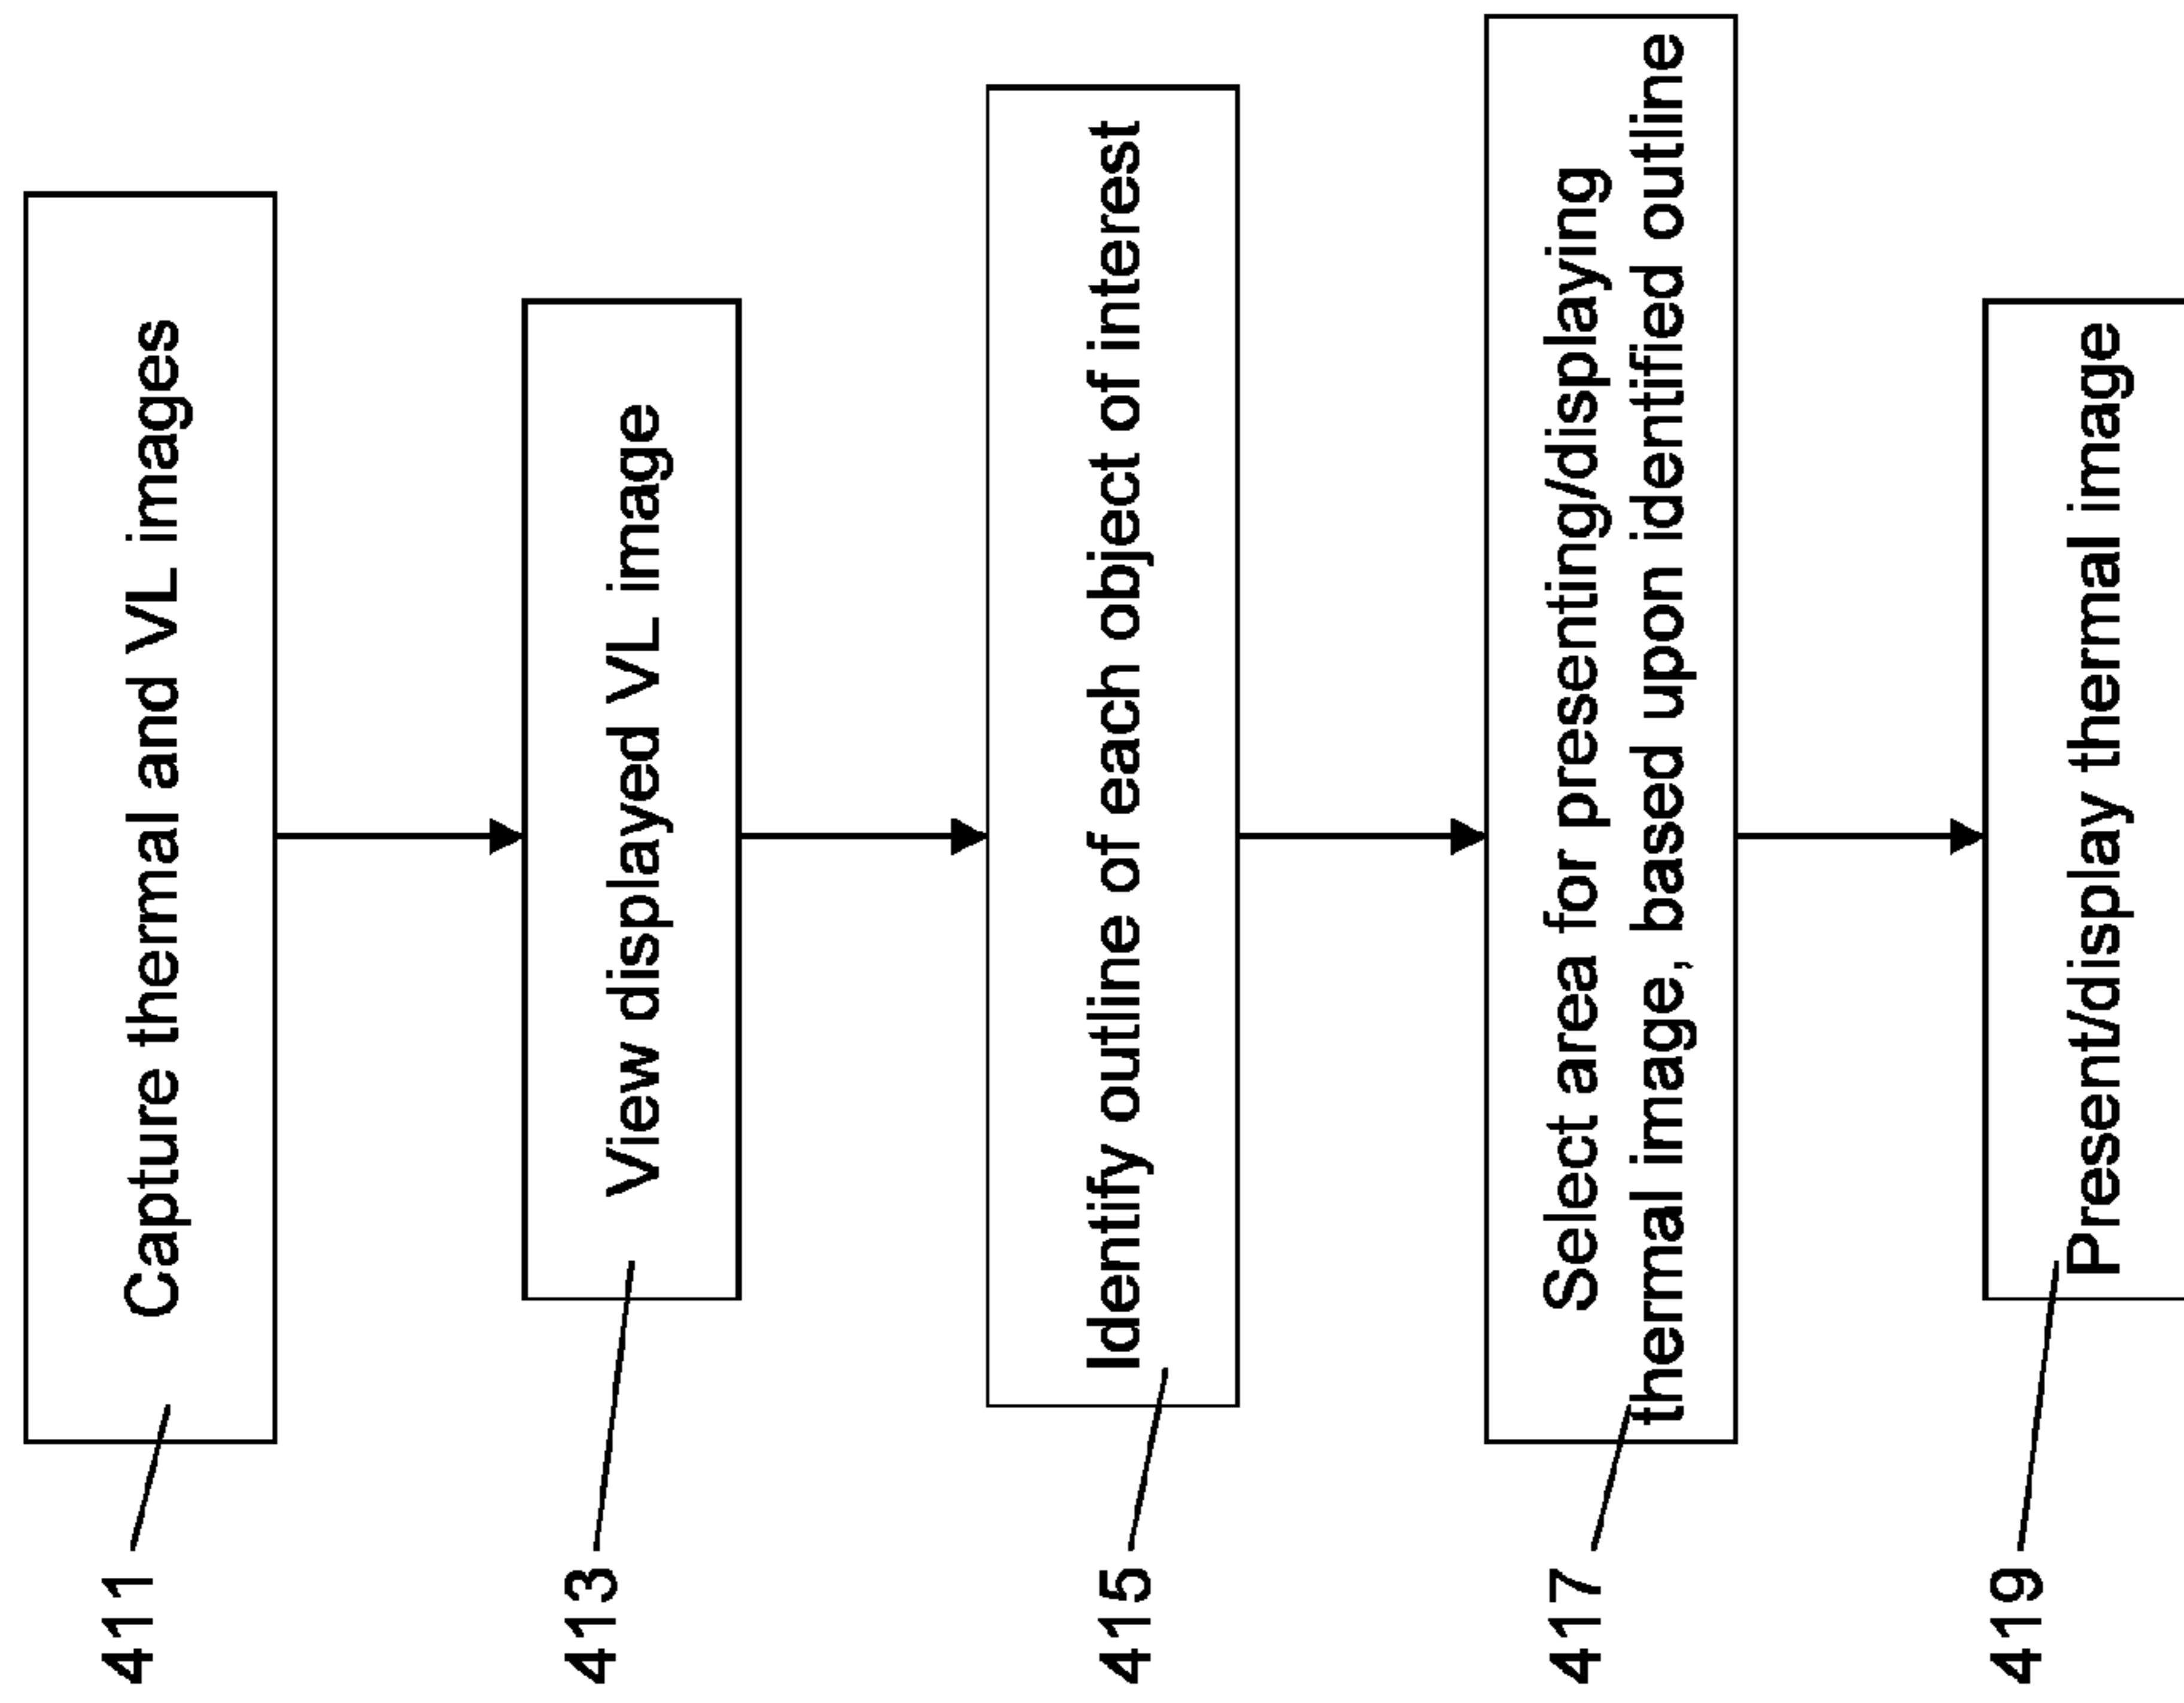 411
Capture thermal and VL images
413
View displayed VL image
415
Identify outline of each object of interest
417
Select area for presenting/displaying
thermal image, based upon identified outline
419
Present/display thermal image